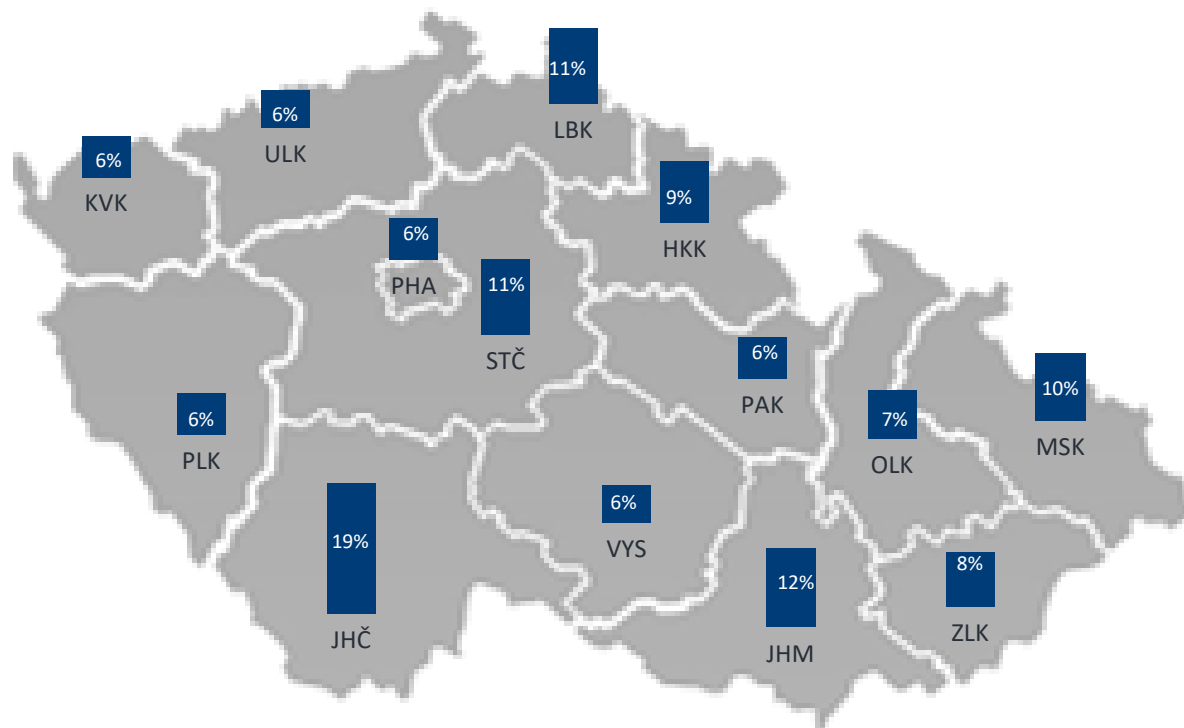 11%
LBK
6%
ULK
6%
KVK
9%
HKK
6%
PHA
11%
STČ
6%
PAK
10%
MSK
7%
OLK
6%
PLK
19%
JHČ
6%
VYS
12%
JHM
8%
ZLK